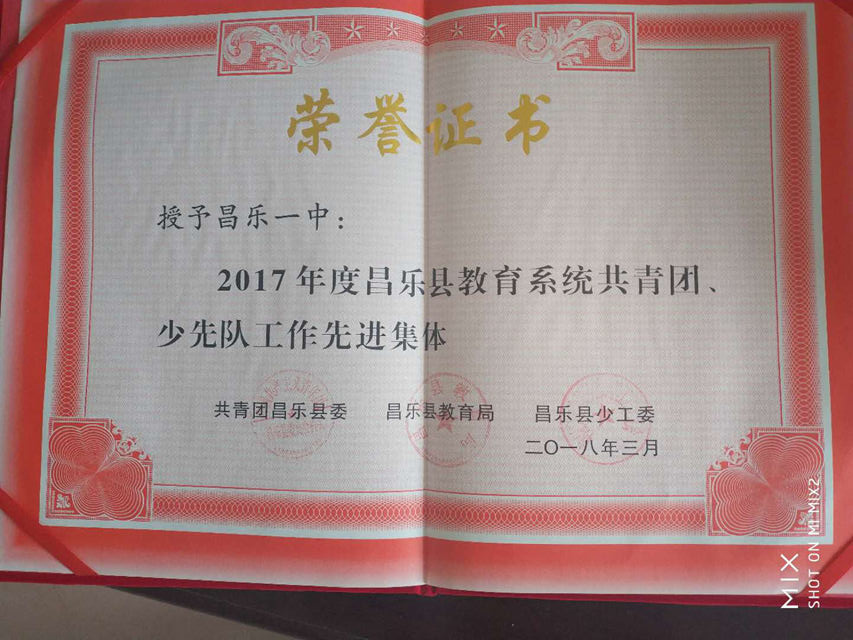 荣誉证书
授予昌乐一中：
2017年度昌乐县教育系统共青团、
少先队工作先进集体
共青团昌乐县委 昌乐县教育局 昌乐县少工委
二〇一八年三月
MIX
SHOT ON MI MIX2